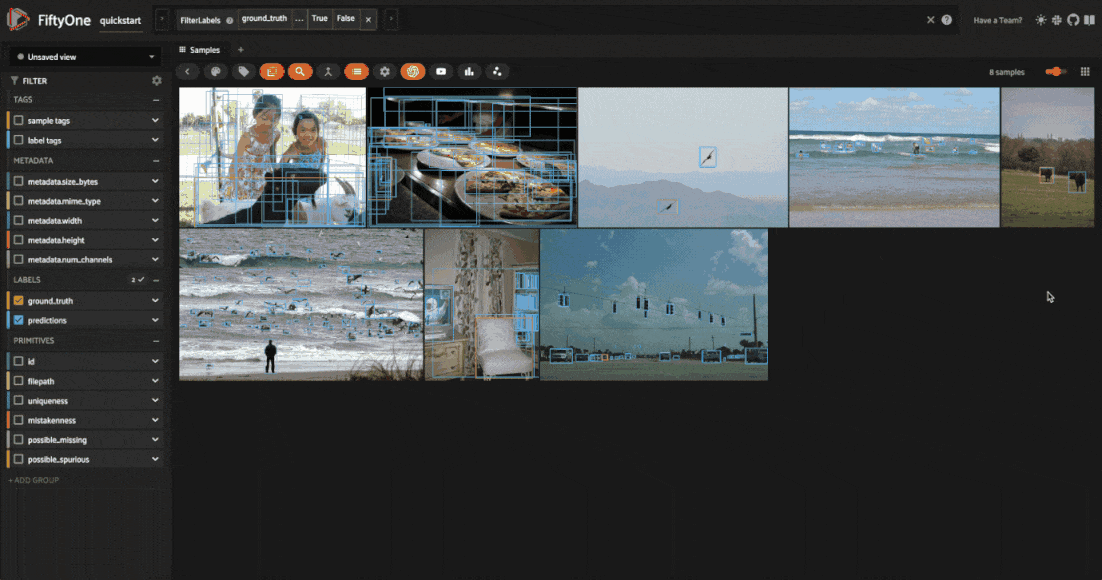 FiftyOne quickstart FilterLabels ground_truth ... True False Have a Team?
Unsaved view
Samples +
8 samples
FILTER
TAGS
sample tags
label tags
METADATA
metadata.size_bytes
metadata.mime_type
metadata.width
metadata.height
metadata.num_channels
LABELS 2
ground_truth
predictions
PRIMITIVES
id
filepath
uniqueness
mistakenness
possible_missing
possible_spurious
+ ADD GROUP